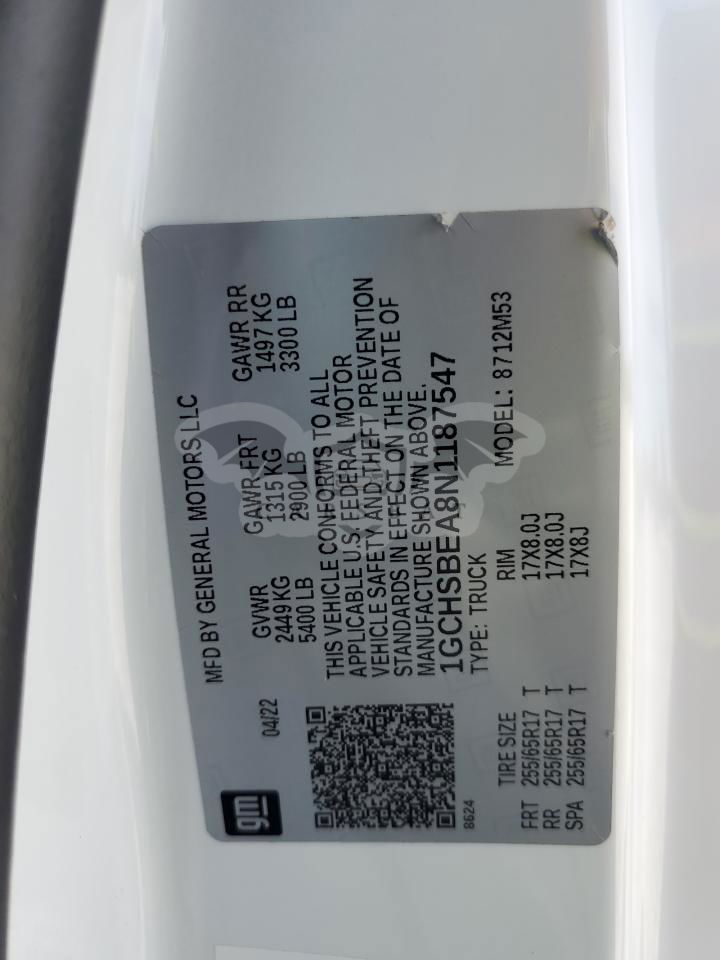 gm
04/22
MFD BY GENERAL MOTORS LLC
GVWR GAWR FRT GAWR RR
2449 KG 1315 KG 1497 KG
5400 LB 2900 LB 3300 LB
THIS VEHICLE CONFORMS TO ALL
APPLICABLE U.S. FEDERAL MOTOR
VEHICLE SAFETY AND THEFT PREVENTION
STANDARDS IN EFFECT ON THE DATE OF
MANUFACTURE SHOWN ABOVE.
1GCHSBEA8N1187547
8624
TYPE: TRUCK MODEL: 8712M53
TIRE SIZE RIM
FRT 255/65R17 T 17X8.0J
RR 255/65R17 T 17X8.0J
SPA 255/65R17 T 17X8J